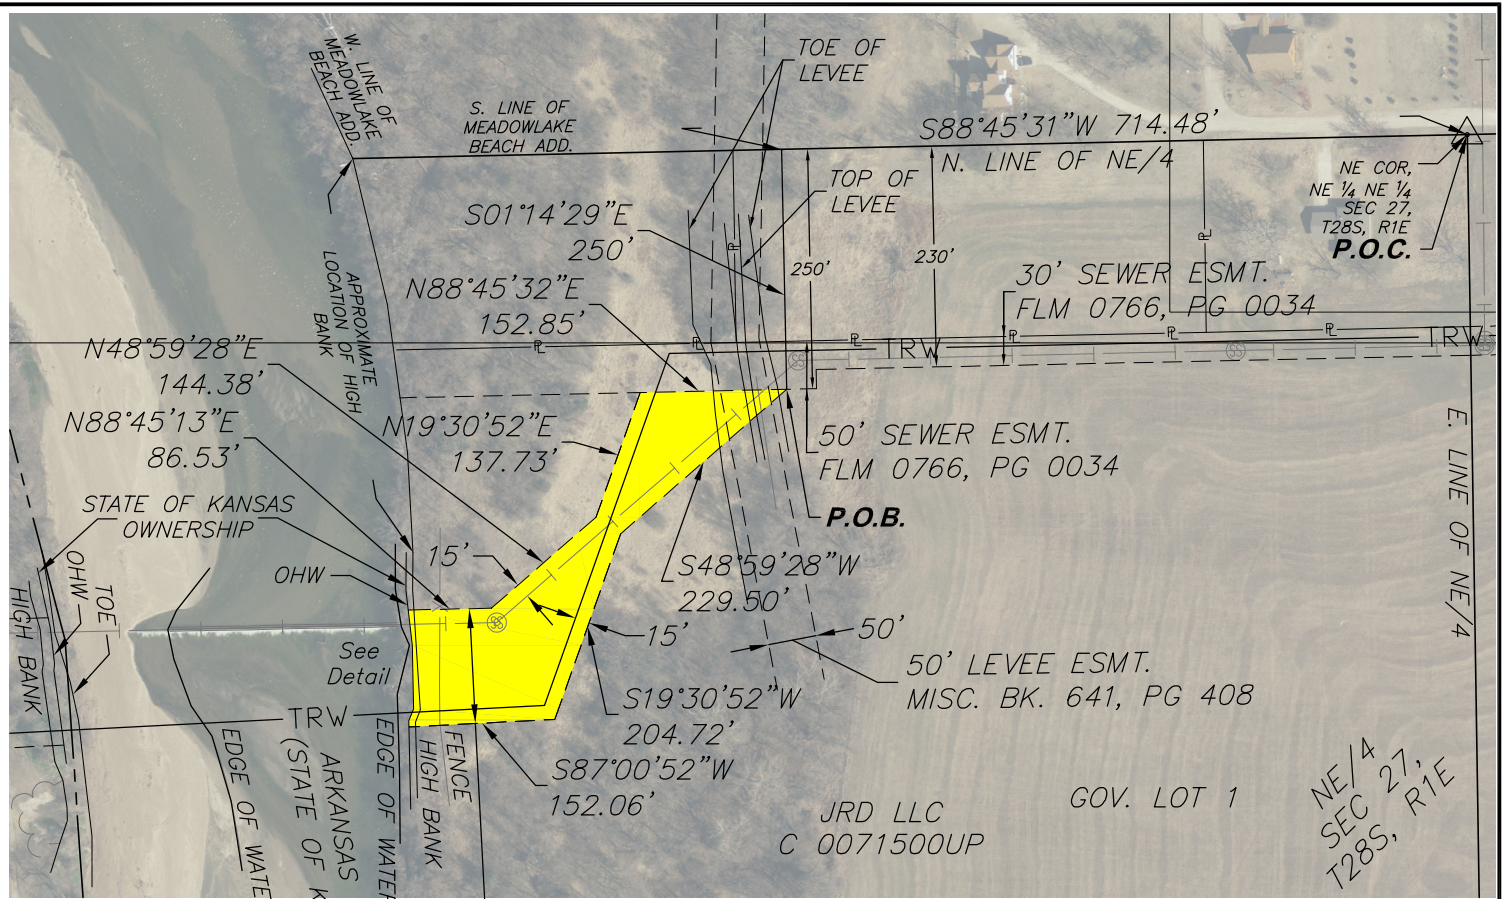 W. LINE OF
MEADOWLAKE
BEACH ADD.
S. LINE OF
MEADOWLAKE
BEACH ADD.
TOE OF
LEVEE
S88°45'31"W 714.48'
N. LINE OF NE/4
NE COR,
NE ¼ NE ¼
SEC 27,
T28S, R1E
P.O.C.
TOP OF
LEVEE
S01°14'29"E
250'
250'
230'
30' SEWER ESMT.
FLM 0766, PG 0034
N88°45'32"E
152.85'
APPROXIMATE
LOCATION OF HIGH
BANK
N48°59'28"E
144.38'
TRW
TRW
N88°45'13"E
86.53'
N19°30'52"E
137.73'
50' SEWER ESMT.
FLM 0766, PG 0034
P.O.B.
E. LINE OF NE/4
STATE OF KANSAS
OWNERSHIP
OHW
15'
S48°59'28"W
229.50'
OHW
TOE
HIGH BANK
SS
SS
SS
SS
See
Detail
15'
50'
50' LEVEE ESMT.
MISC. BK. 641, PG 408
S19°30'52"W
204.72'
TRW
S87°00'52"W
152.06'
FENCE
HIGH BANK
EDGE OF WATER
EDGE OF WATE
ARKANSAS
(STATE OF K
JRD LLC
C 0071500UP
GOV. LOT 1
NE/4
SEC 27,
T28S, R1E